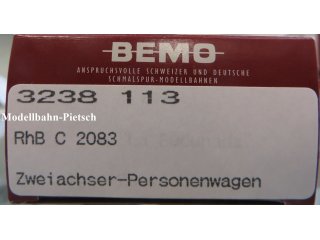 BEMO
ANSPRUCHSVOLLE SCHWEIZER UND DEUTSCHE
SCHMALSPUR-MODELLBAHNEN
3238 113
Modellbahn-Pietsch
RhB C 2083
Zweiachser-Personenwagen